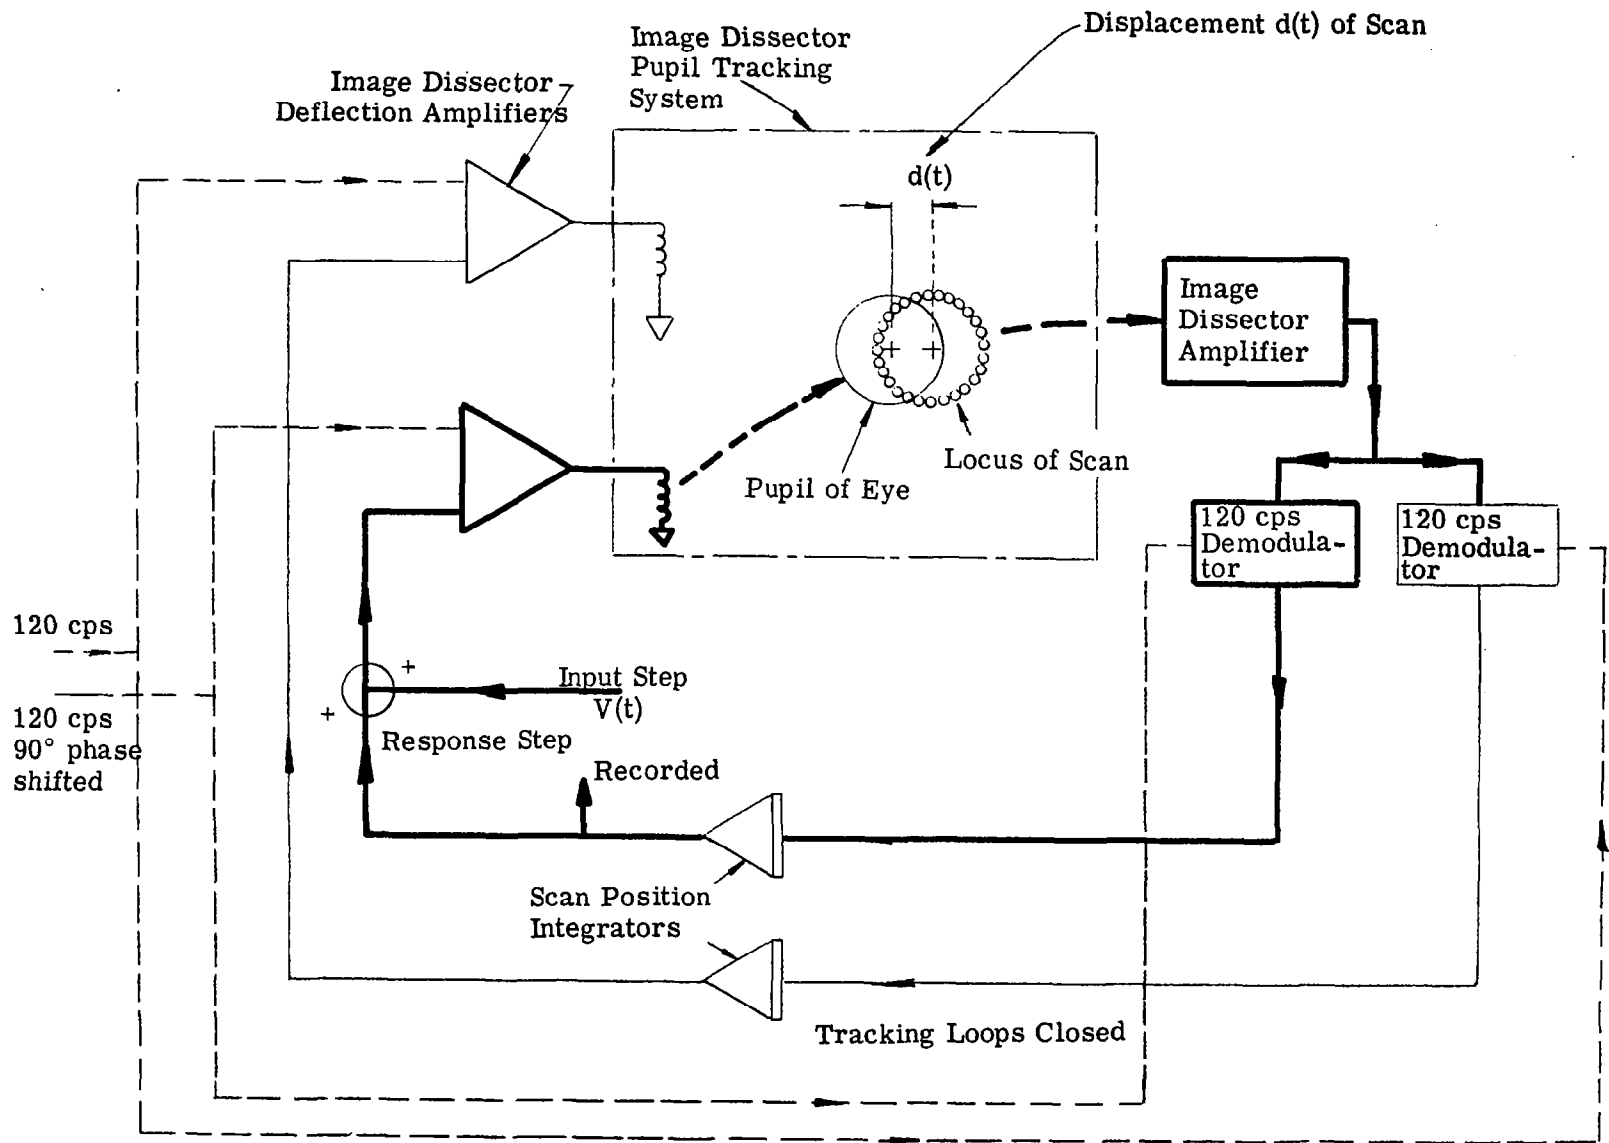 Displacement d(t) of Scan
Image Dissector
Pupil Tracking
System
Image Dissector
Deflection Amplifiers
d(t)
Image
Dissector
Amplifier
Locus of Scan
Pupil of Eye
120 cps
Demodula-
tor
120 cps
Demodula-
tor
120 cps
120 cps
90° phase
shifted
+
+
Input Step
V(t)
Response Step
Recorded
Scan Position
Integrators
Tracking Loops Closed